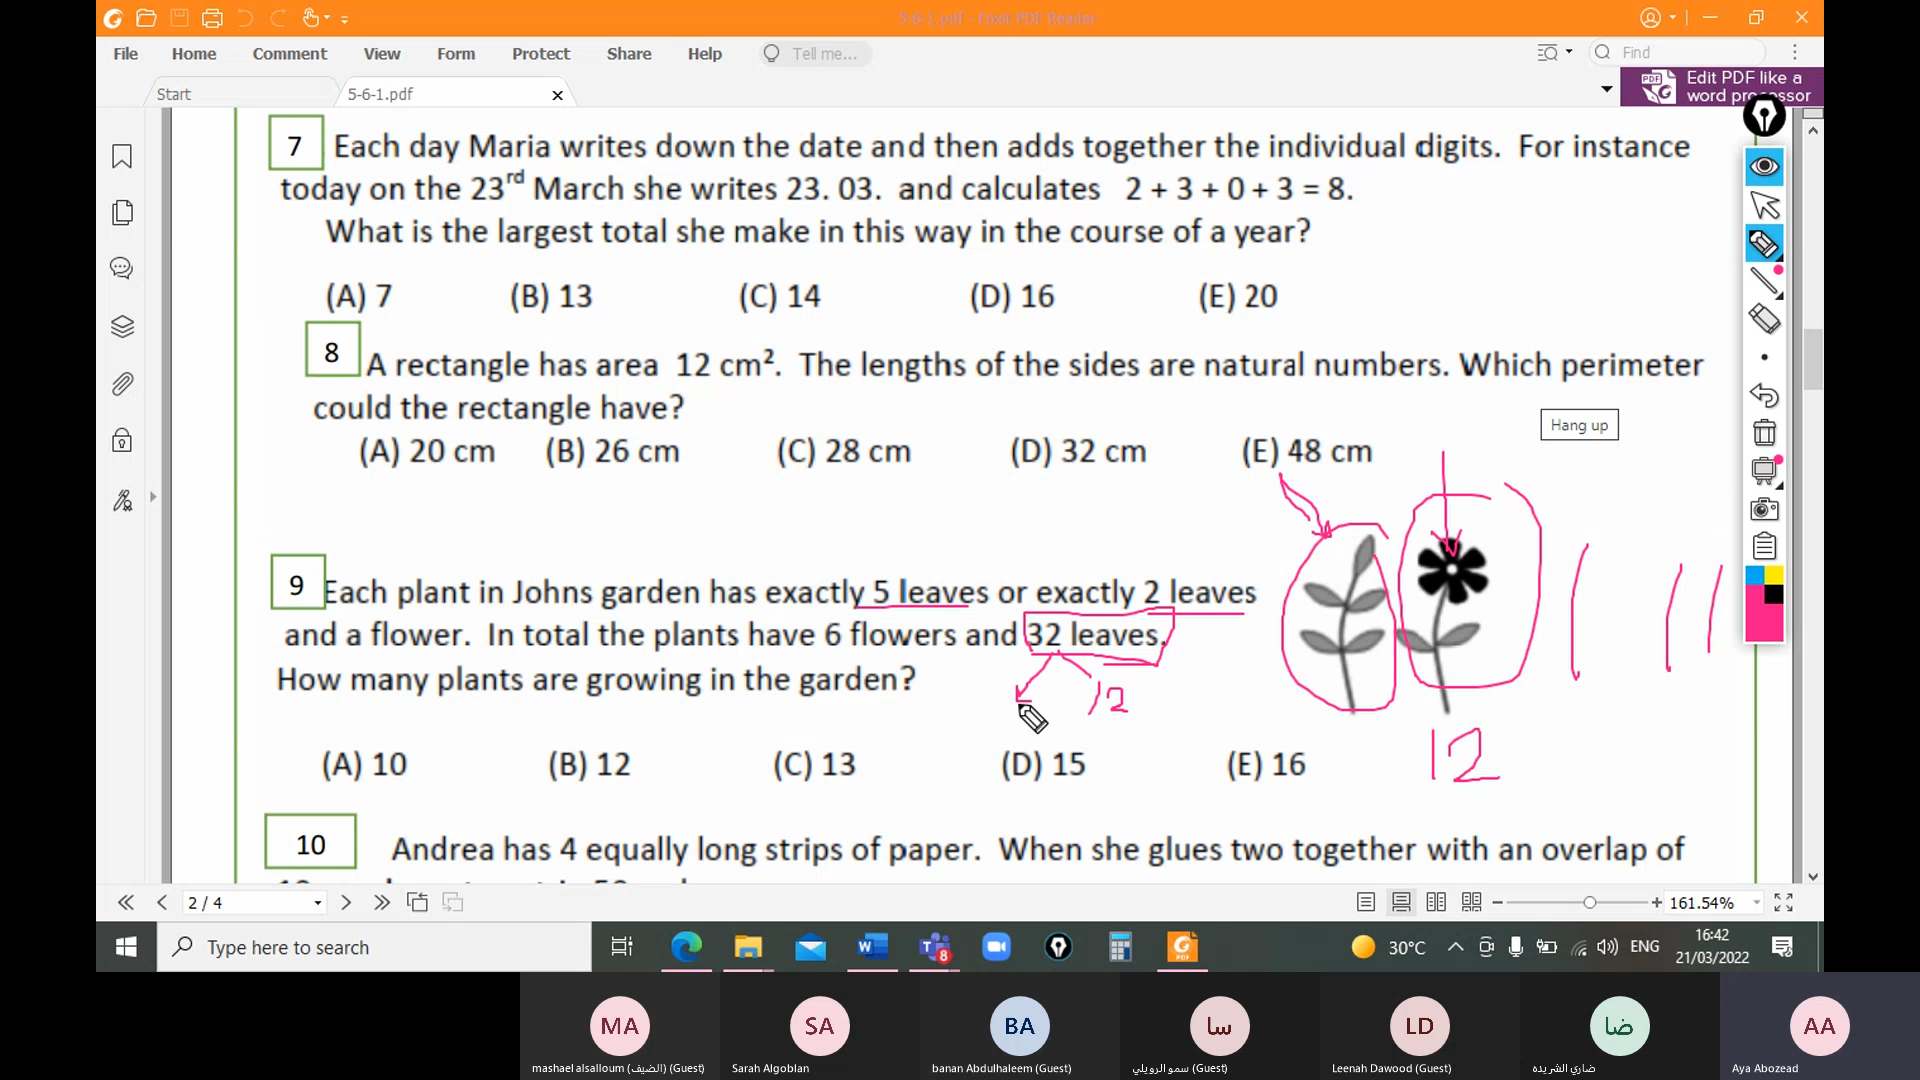 5-6-1.pdf - Foxit PDF Reader
File Home Comment View Form Protect Share Help Tell me... Find
Start 5-6-1.pdf
Edit PDF like a
word processor
7 Each day Maria writes down the date and then adds together the individual digits. For instance
today on the 23rd March she writes 23. 03. and calculates 2 + 3 + 0 + 3 = 8.
What is the largest total she make in this way in the course of a year?
(A) 7 (B) 13 (C) 14 (D) 16 (E) 20
8 A rectangle has area 12 cm². The lengths of the sides are natural numbers. Which perimeter
could the rectangle have?
Hang up
(A) 20 cm (B) 26 cm (C) 28 cm (D) 32 cm (E) 48 cm
9 Each plant in Johns garden has exactly 5 leaves or exactly 2 leaves
and a flower. In total the plants have 6 flowers and 32 leaves.
How many plants are growing in the garden?
12
12
(A) 10 (B) 12 (C) 13 (D) 15 (E) 16
10 Andrea has 4 equally long strips of paper. When she glues two together with an overlap of
2 / 4 161.54%
Type here to search 8 30°C ENG 16:42
21/03/2022
MA SA BA سا LD ضا AA
mashael alsalloum (الضيف) (Guest) Sarah Algoblan banan Abdulhaleem (Guest) سمو الرويلي (Guest) Leenah Dawood (Guest) ضاري الشريده Aya Abozead